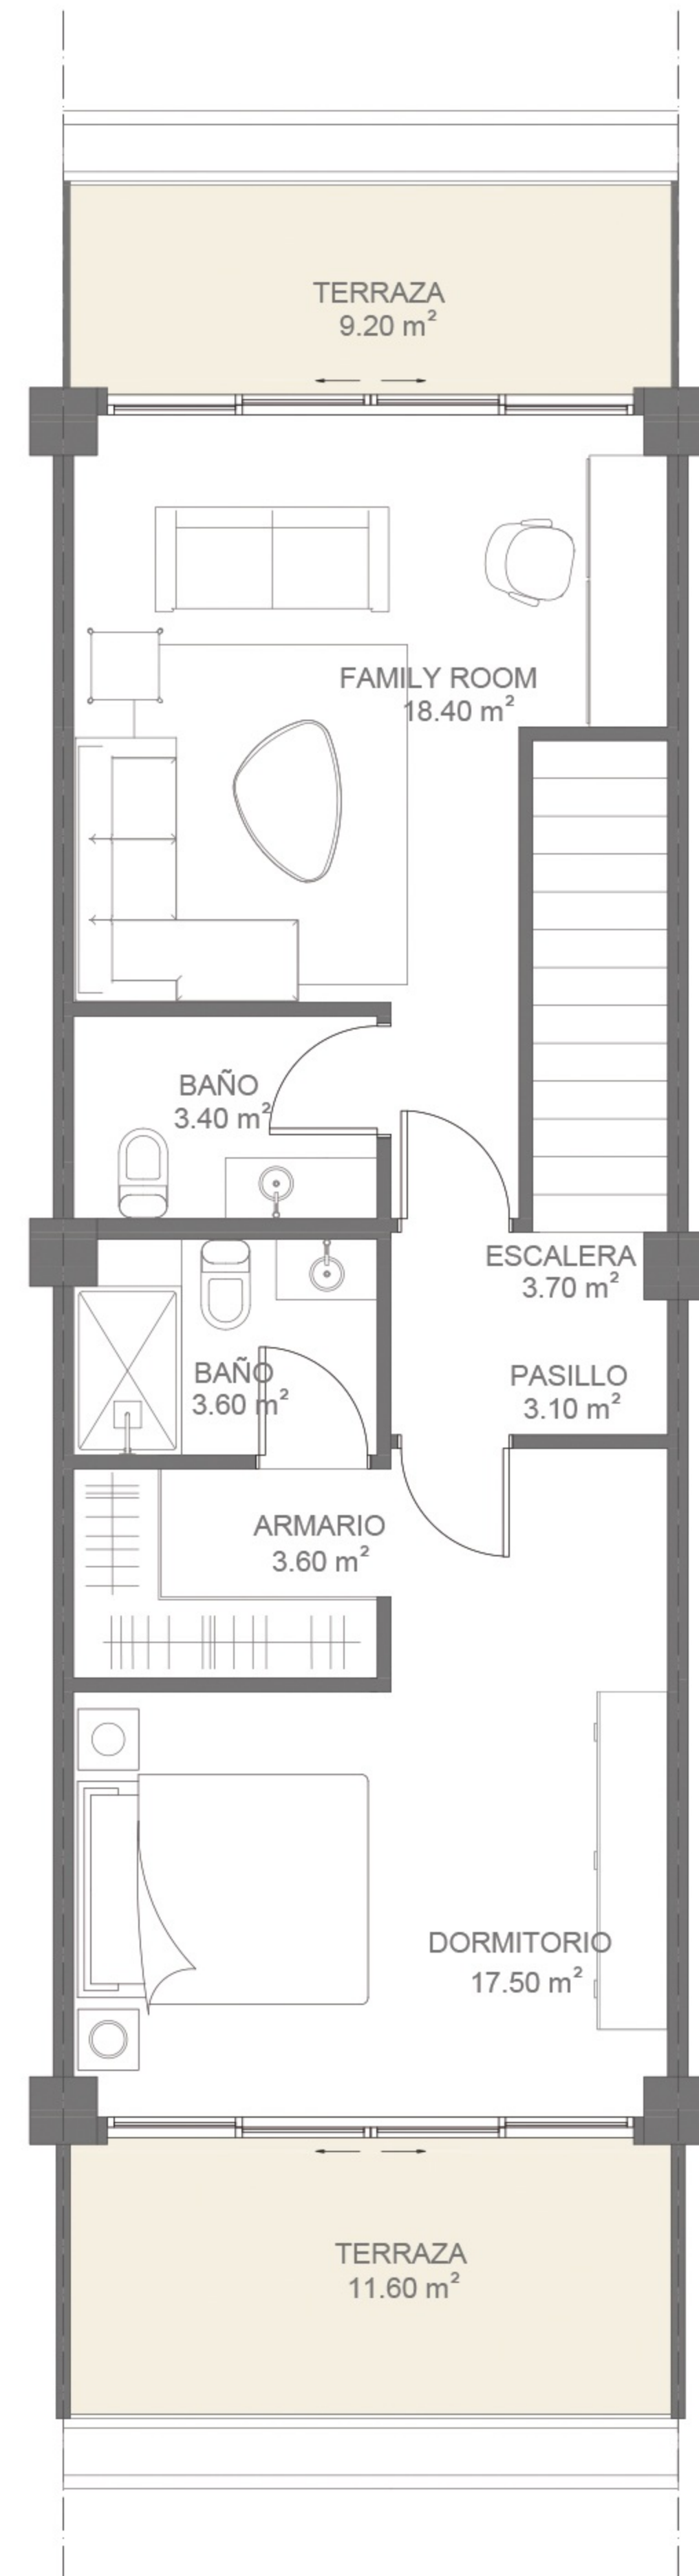 TERRAZA
9.20 m²
FAMILY ROOM
18.40 m²
BAÑO
3.40 m²
ESCALERA
3.70 m²
BAÑO
3.60 m²
PASILLO
3.10 m²
ARMARIO
3.60 m²
DORMITORIO
17.50 m²
TERRAZA
11.60 m²